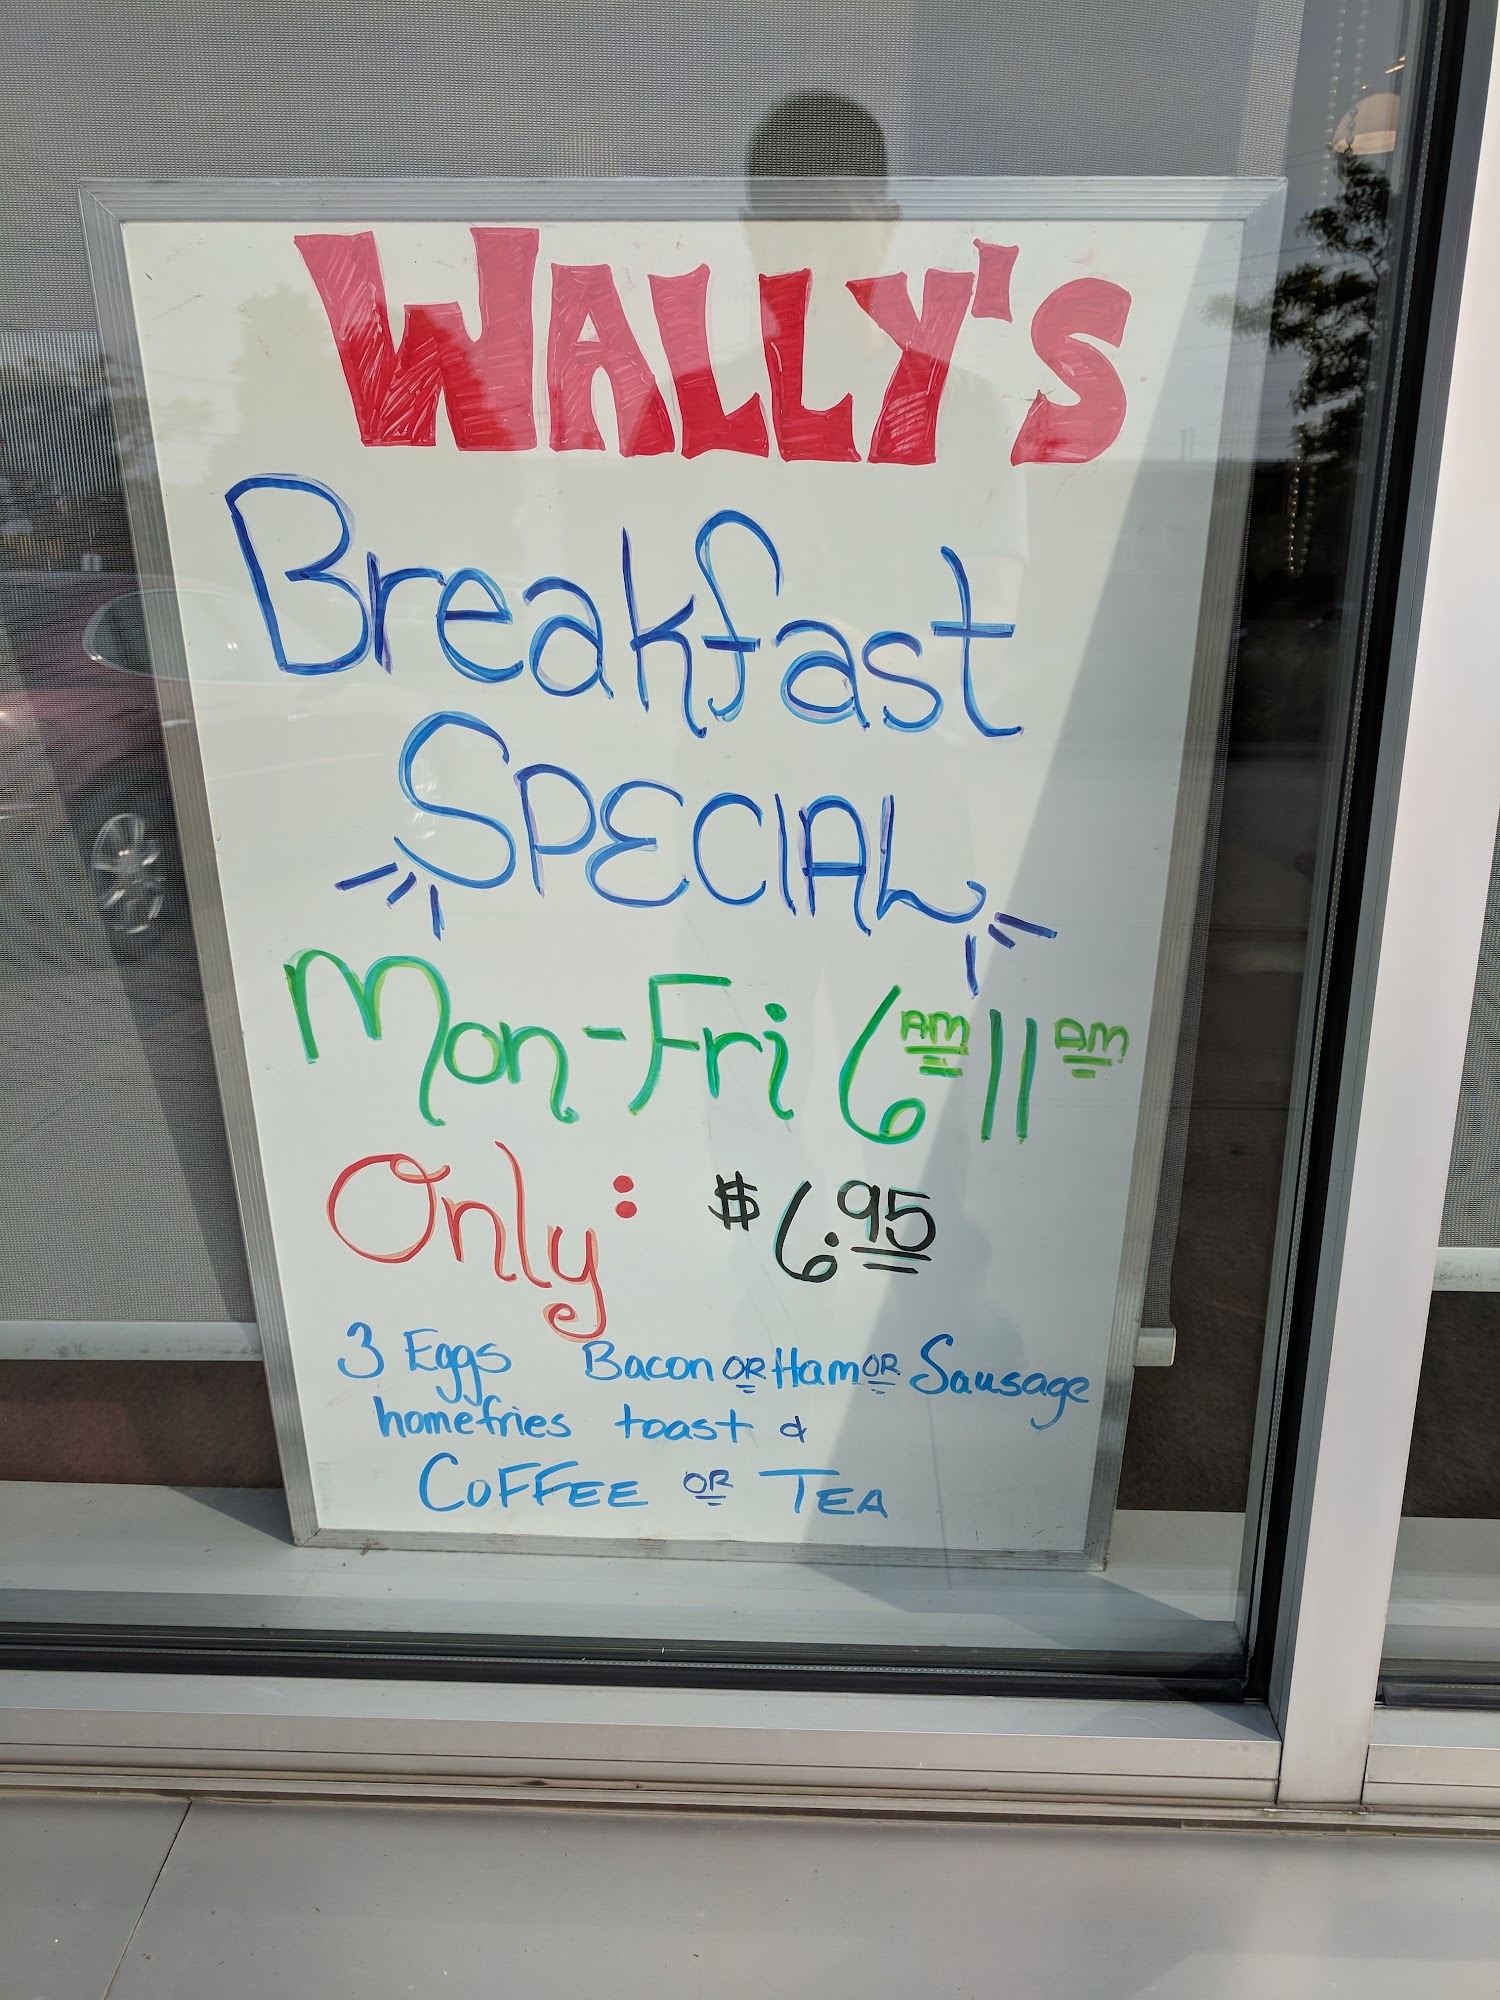 WALLY'S
Breakfast
SPECIAL
Mon-Fri 6AM 11AM
Only: $6.95
3 Eggs Bacon OR Ham OR Sausage
homefries toast &
COFFEE OR TEA